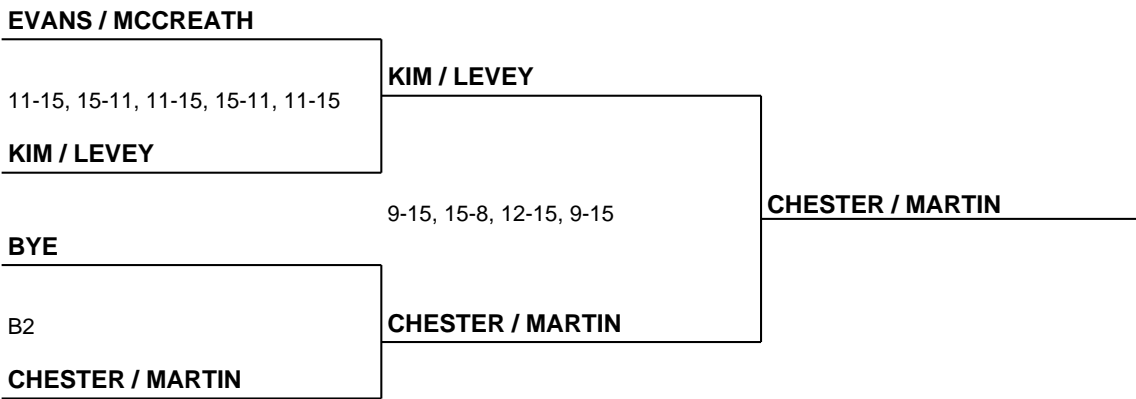 EVANS / MCCREATH
KIM / LEVEY
11-15, 15-11, 11-15, 15-11, 11-15
KIM / LEVEY
CHESTER / MARTIN
9-15, 15-8, 12-15, 9-15
BYE
CHESTER / MARTIN
B2
CHESTER / MARTIN